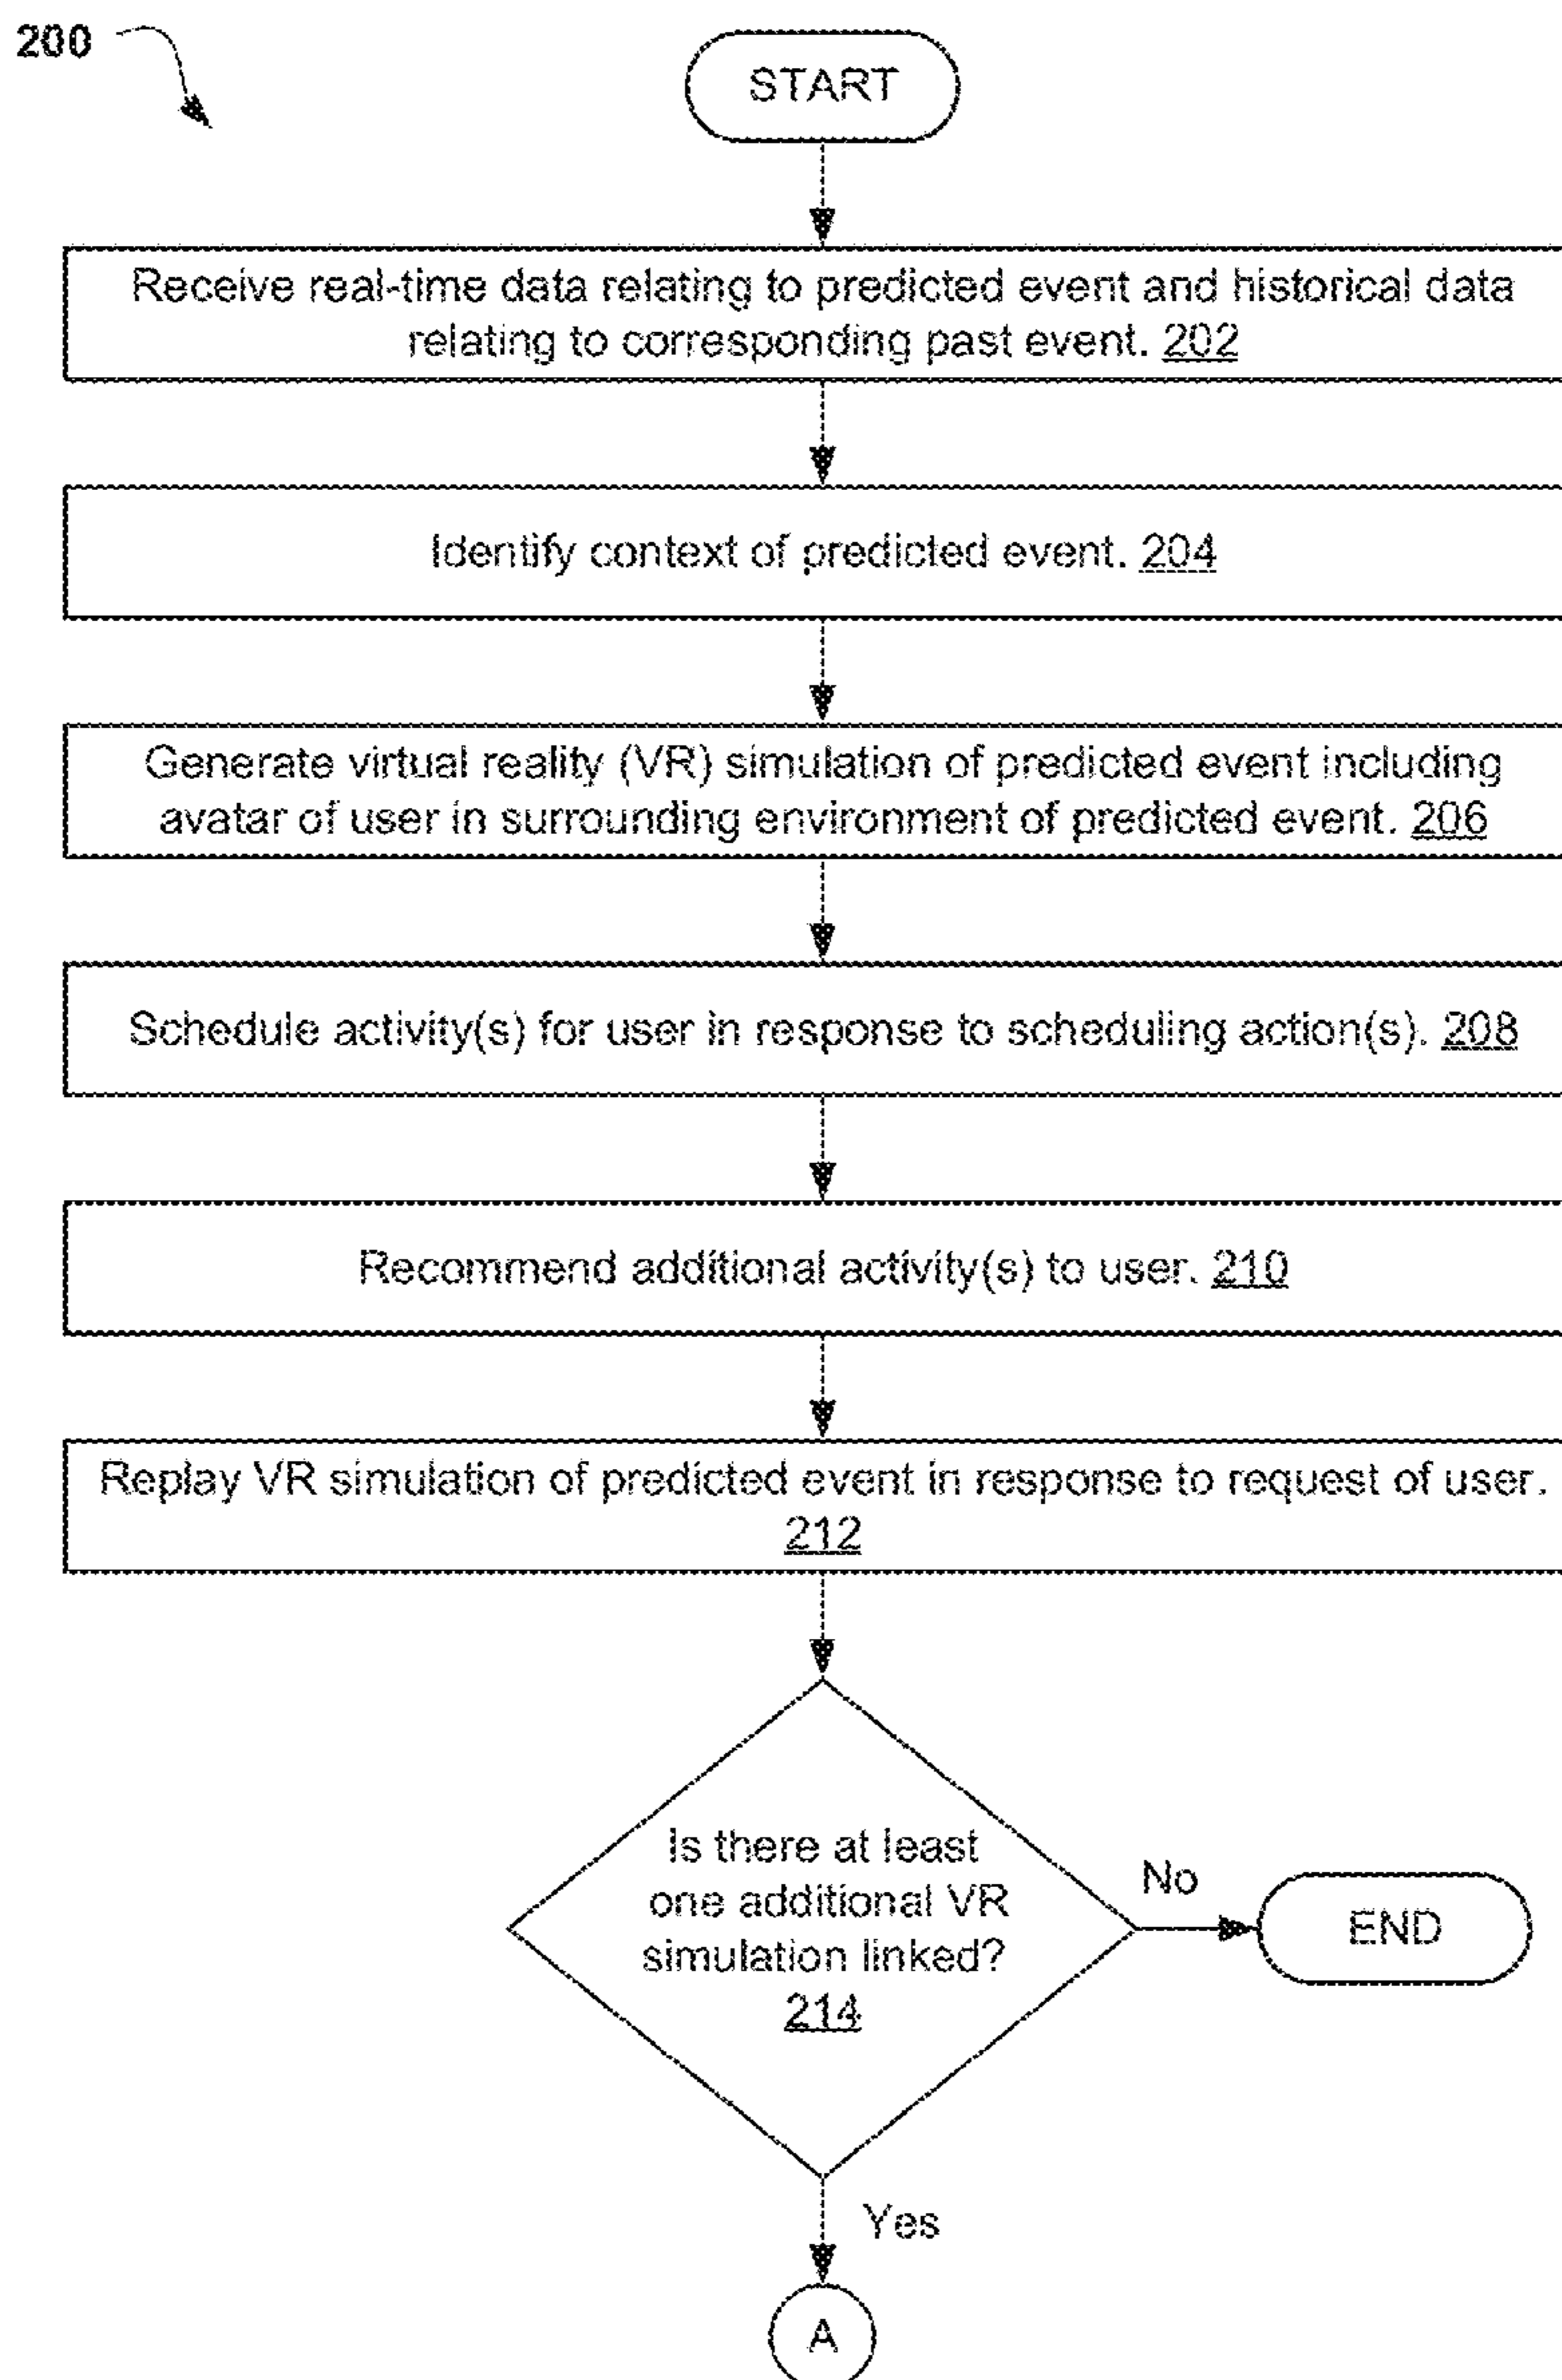 200
START
Receive real-time data relating to predicted event and historical data
relating to corresponding past event. 202
Identify context of predicted event. 204
Generate virtual reality (VR) simulation of predicted event including
avatar of user in surrounding environment of predicted event. 206
Schedule activity(s) for user in response to scheduling action(s). 208
Recommend additional activity(s) to user. 210
Replay VR simulation of predicted event in response to request of user.
212
Is there at least
one additional VR
simulation linked?
214
No
END
Yes
A